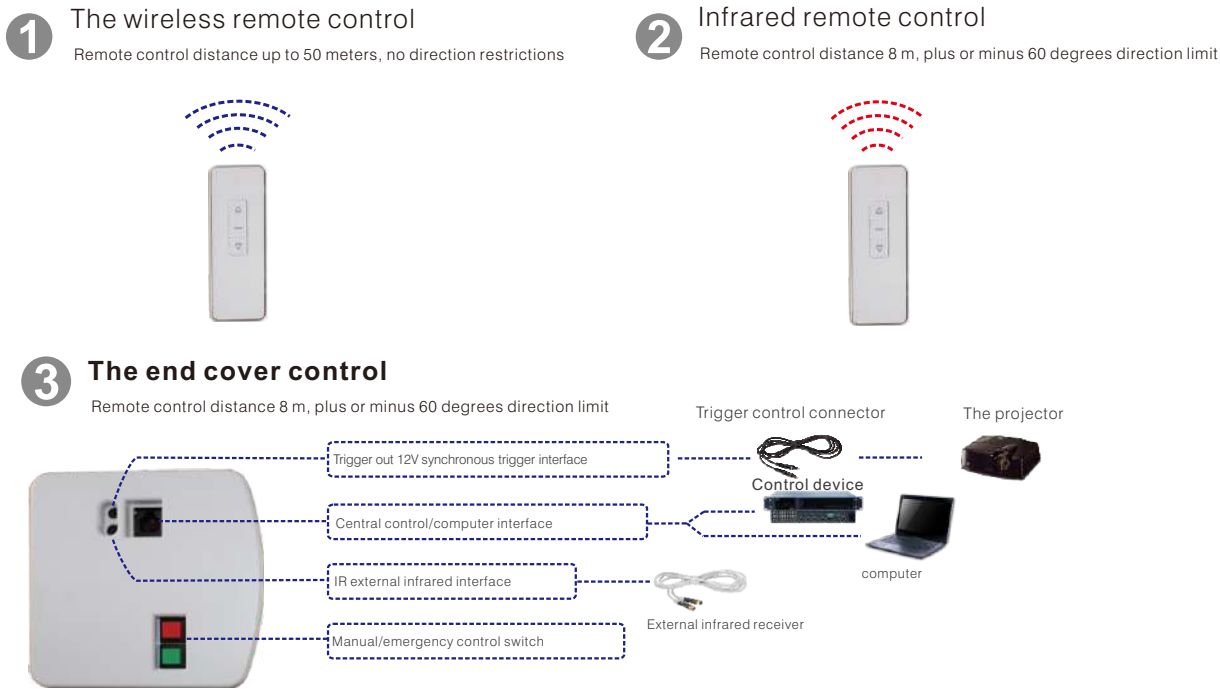 1
The wireless remote control
Remote control distance up to 50 meters, no direction restrictions
2
Infrared remote control
Remote control distance 8 m, plus or minus 60 degrees direction limit
3
The end cover control
Remote control distance 8 m, plus or minus 60 degrees direction limit
Trigger control connector
The projector
Trigger out 12V synchronous trigger interface
Control device
Central control/computer interface
computer
IR external infrared interface
External infrared receiver
Manual/emergency control switch